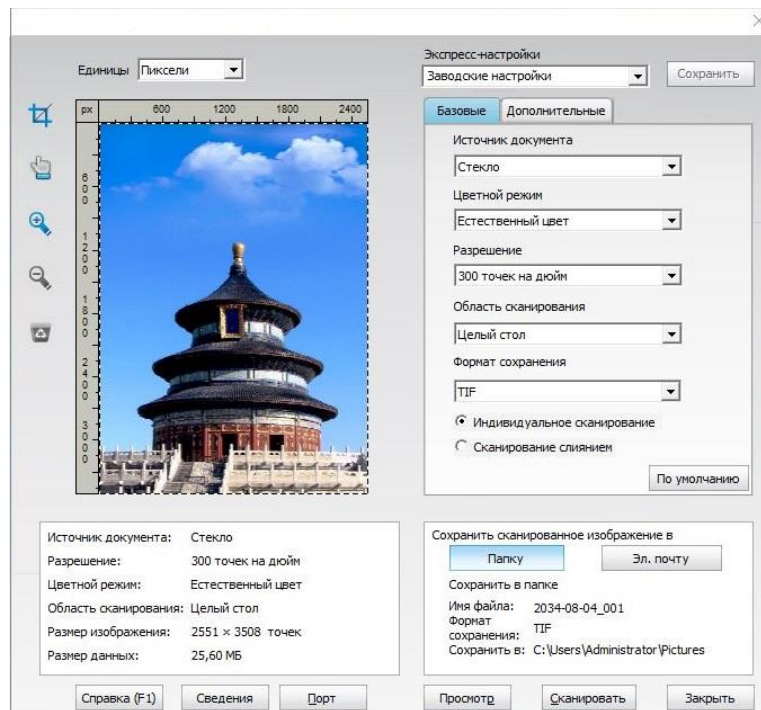 Единицы Пиксели
Экспресс-настройки
Заводские настройки
Сохранить
px 600 1200 1800 2400
600
1200
1800
2400
3000
Базовые Дополнительные
Источник документа
Стекло
Цветной режим
Естественный цвет
Разрешение
300 точек на дюйм
Область сканирования
Целый стол
Формат сохранения
TIF
Индивидуальное сканирование
Сканирование слиянием
По умолчанию
Источник документа: Стекло
Разрешение: 300 точек на дюйм
Цветной режим: Естественный цвет
Область сканирования: Целый стол
Размер изображения: 2551 × 3508 точек
Размер данных: 25,60 МБ
Сохранить сканированное изображение в
Папку Эл. почту
Сохранить в папке
Имя файла: 2034-08-04_001
Формат сохранения: TIF
Сохранить в: C:\Users\Administrator\Pictures
Справка (F1) Сведения Порт Просмотр Сканировать Закрыть